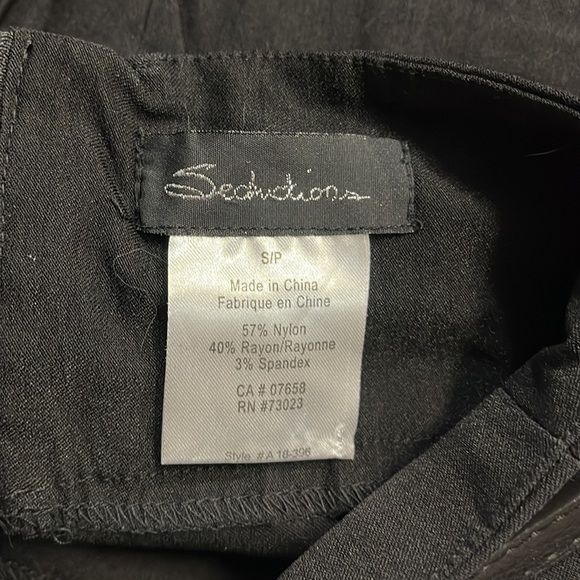 Seductions
S/P
Made in China
Fabrique en Chine
57% Nylon
40% Rayon/Rayonne
3% Spandex
CA # 07658
RN #73023
Style #A18-396